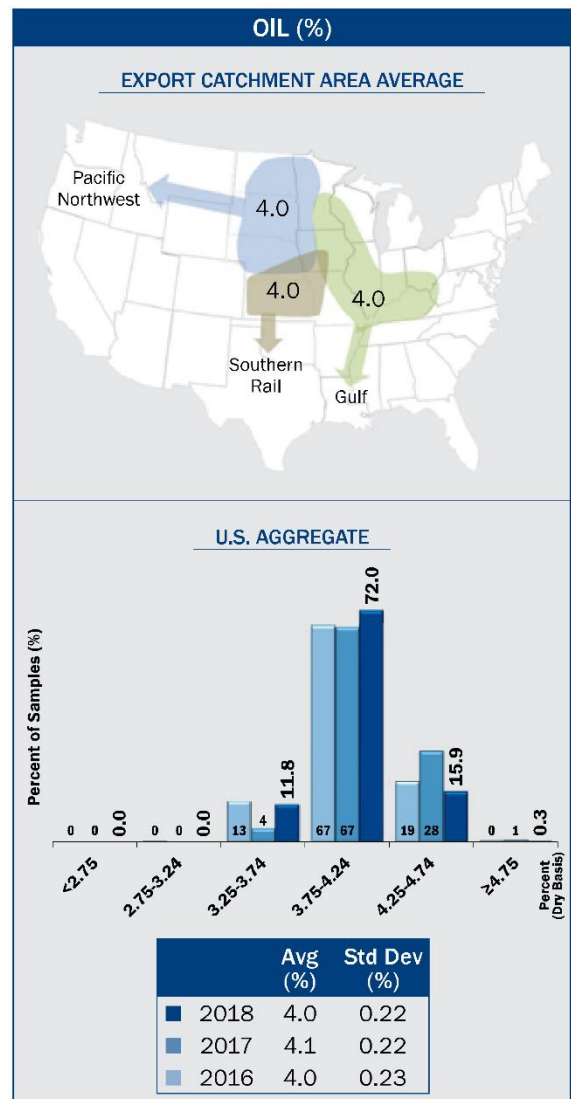 OIL (%)
EXPORT CATCHMENT AREA AVERAGE
Pacific
Northwest
4.0
4.0
4.0
Southern
Rail
Gulf
U.S. AGGREGATE
Percent of Samples (%)
0 0 0.0
0 0 0.0
13 4 11.8
67 67 72.0
19 28 15.9
0 1 0.3
<2.75 2.75-3.24 3.25-3.74 3.75-4.24 4.25-4.74 ≥4.75
Percent
(Dry Basis)
Avg Std Dev
(%) (%)
2018 4.0 0.22
2017 4.1 0.22
2016 4.0 0.23